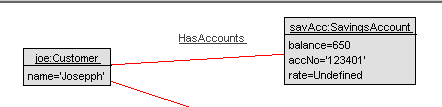 HasAccounts
savAcc:SavingsAccount
balance=650
accNo='123401'
rate=Undefined
joe:Customer
name='Josepph'